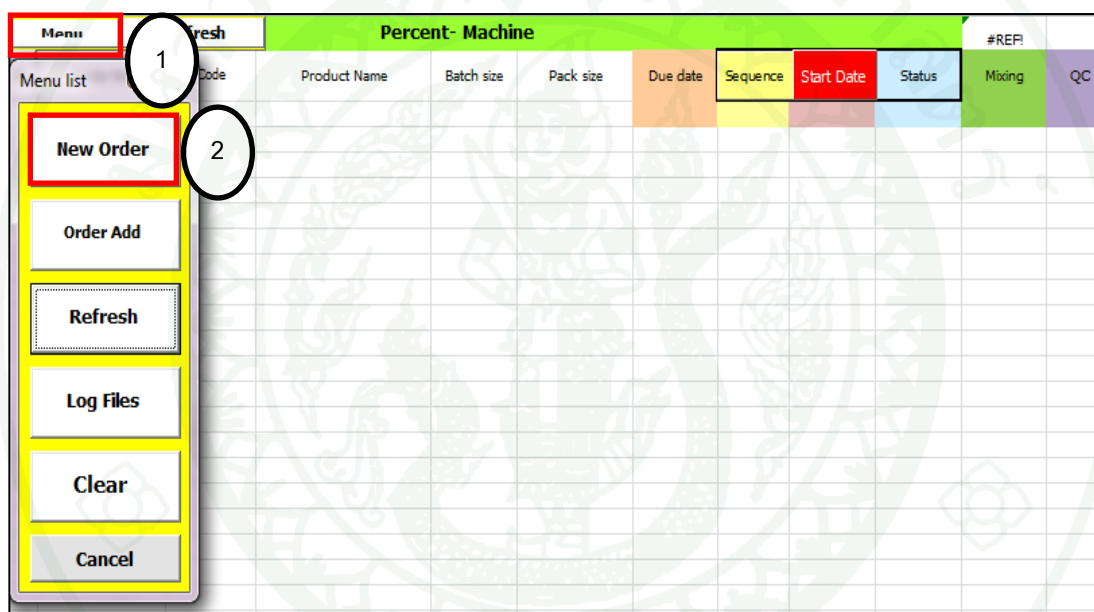 Menu
1
fresh
Percent- Machine
#REF!
Menu list
Code
Product Name
Batch size
Pack size
Due date
Sequence
Start Date
Status
Mixing
QC
New Order
2
Order Add
Refresh
Log Files
Clear
Cancel